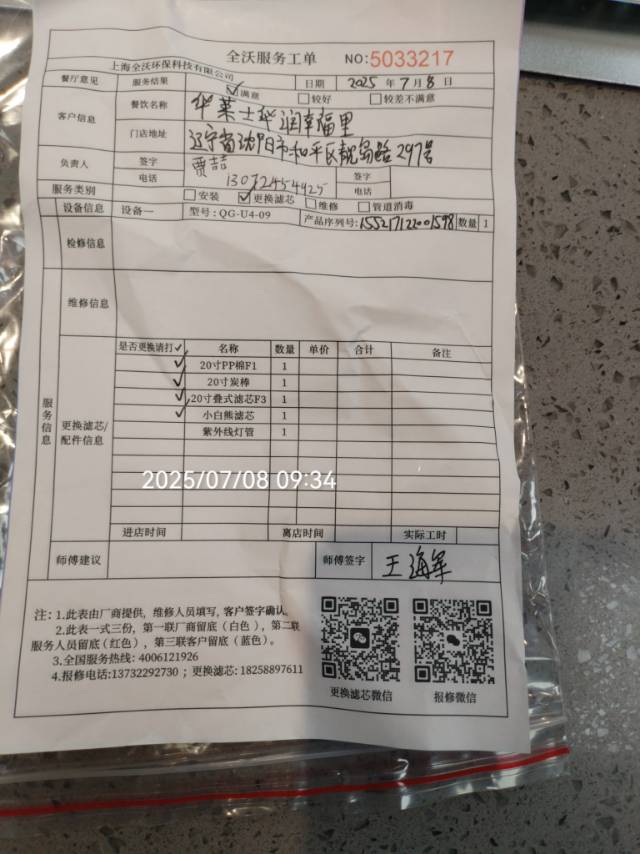 全沃服务工单 NO:5033217
上海全沃环保科技有限公司
餐厅意见 服务结果 日期 2025年7月8日
✓满意 □较好 □较差不满意
客户信息 餐饮名称 华莱士华润幸福里
门店地址 辽宁省沈阳市和平区砚岛路297号
负责人 签字 贾喆 签字
电话 电话
服务类别 □安装 ✓更换滤芯 □维修 □管道消毒
设备信息 设备一 型号:QG-U4-09 产品序列号: 数量 1
检修信息
维修信息
服务信息
更换滤芯/配件信息
是否更换请打✓ 名称 数量 单价 合计 备注
✓ 20寸PP棉F1 1
✓ 20寸炭棒 1
✓ 20寸叠式滤芯F3 1
✓ 小白熊滤芯 1
紫外线灯管 1
2025/07/08 09:34
进店时间 离店时间 实际工时
师傅建议 师傅签字 王海军
注: 1.此表由厂商提供, 维修人员填写, 客户签字确认。
2.此表一式三份, 第一联厂商留底(白色), 第二联
服务人员留底(红色), 第三联客户留底(蓝色)。
3.全国服务热线: 4006121926
4.报修电话:13732292730 ; 更换滤芯: 18258897611
更换滤芯微信 报修微信